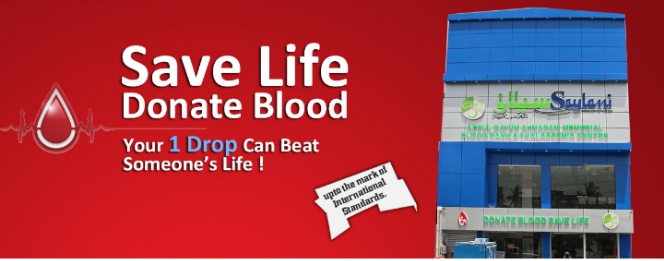 Save Life
Donate Blood
Your 1 Drop Can Beat
Someone's Life !
upto the mark of
International
Standards.
سیلانی Saylani
DONATE BLOOD SAVE LIFE